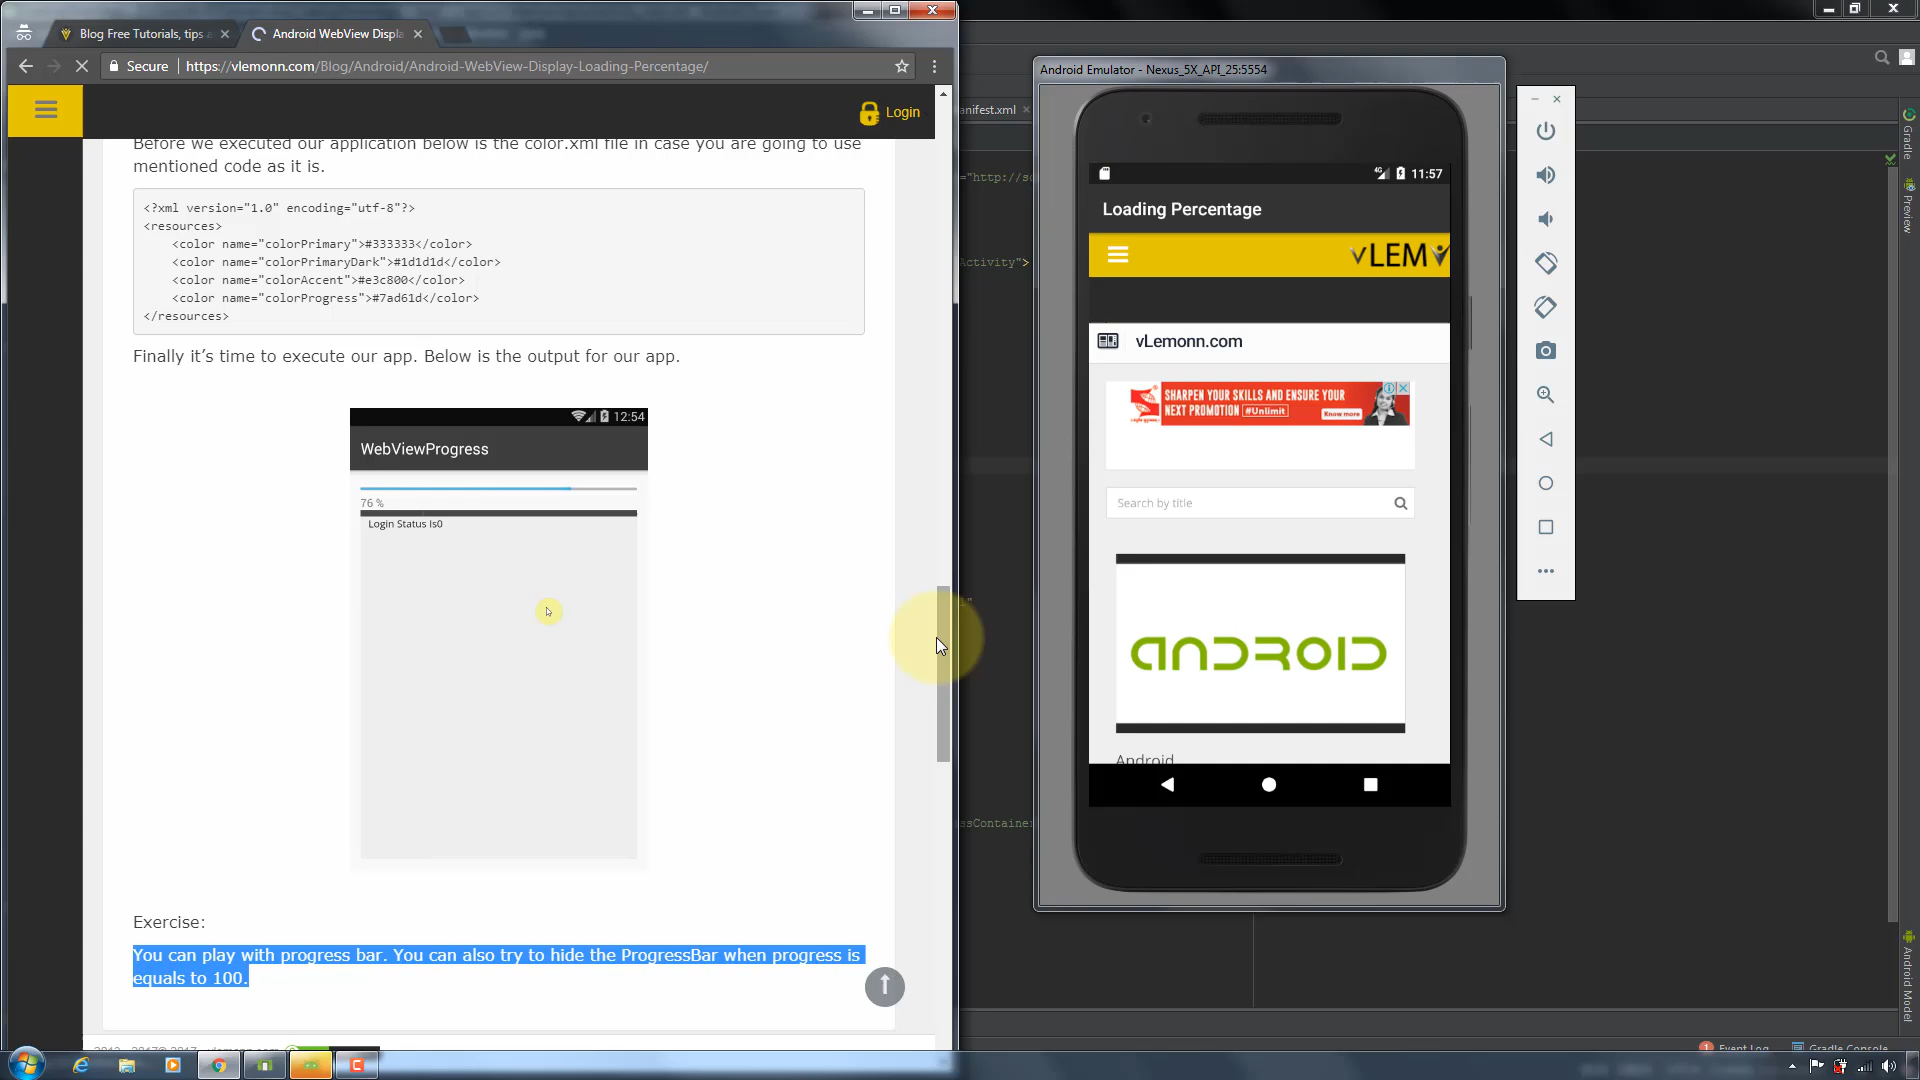 Blog Free Tutorials, tips a
Android WebView Displa
Secure
https://vlemonn.com/Blog/Android/Android-WebView-Display-Loading-Percentage/
Login
Before we executed our application below is the color.xml file in case you are going to use
mentioned code as it is.
<?xml version="1.0" encoding="utf-8"?>
<resources>
<color name="colorPrimary">#333333</color>
<color name="colorPrimaryDark">#1d1d1d</color>
<color name="colorAccent">#e3c800</color>
<color name="colorProgress">#7ad61d</color>
</resources>
Finally it's time to execute our app. Below is the output for our app.
12:54
WebViewProgress
76 %
Login Status Is0
Exercise:
You can play with progress bar. You can also try to hide the ProgressBar when progress is
equals to 100.
anifest.xml
="http://sc
Activity">
ssContainer
Android Emulator - Nexus_5X_API_25:5554
4G
11:57
Loading Percentage
vLEM
vLemonn.com
SHARPEN YOUR SKILLS AND ENSURE YOUR
NEXT PROMOTION #Unlimit
Know more
Search by title
ANDROID
Android
Gradle
Preview
Android Model
1 Event Log
Gradle Console